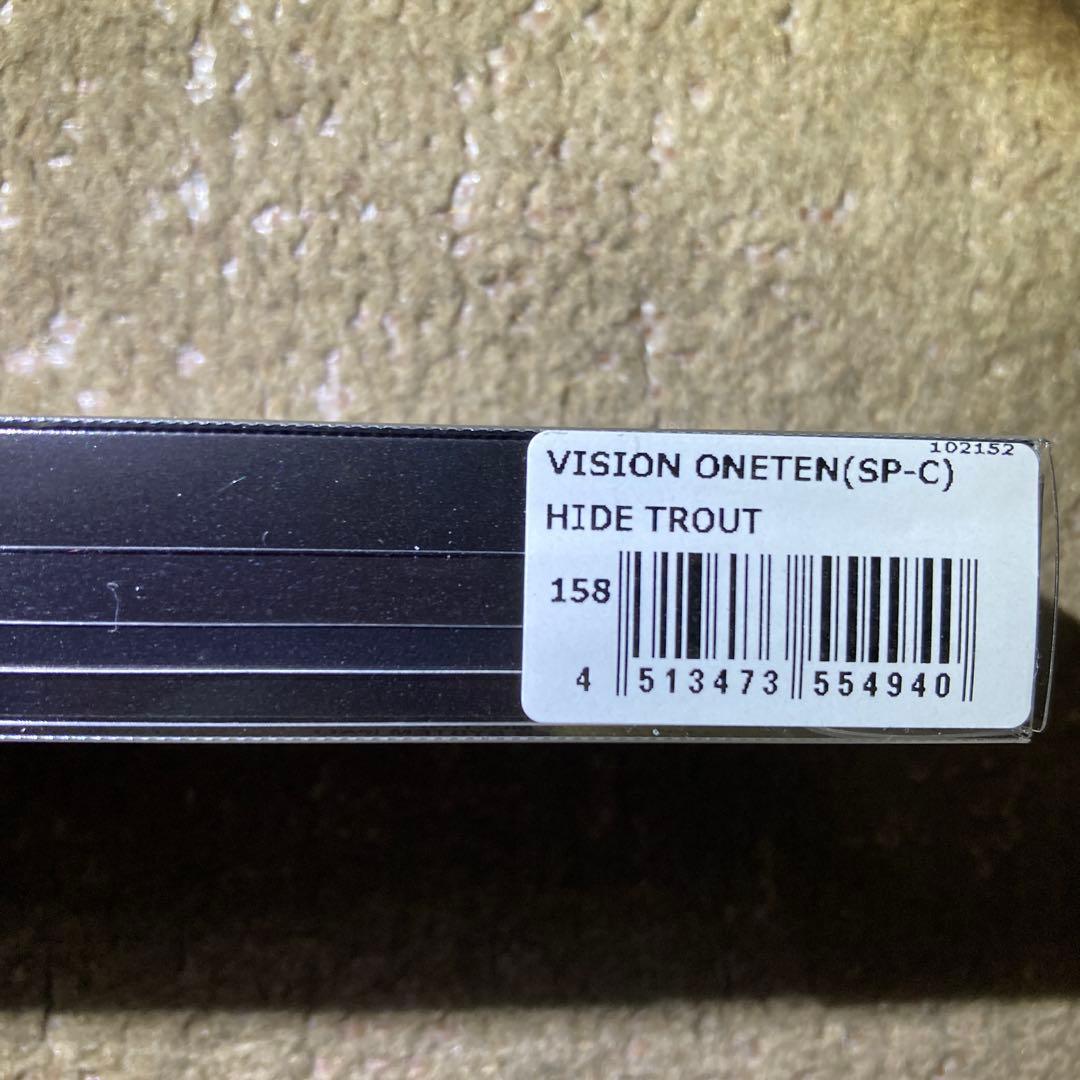 102152
VISION ONETEN(SP-C)
HIDE TROUT
158
4 513473 554940